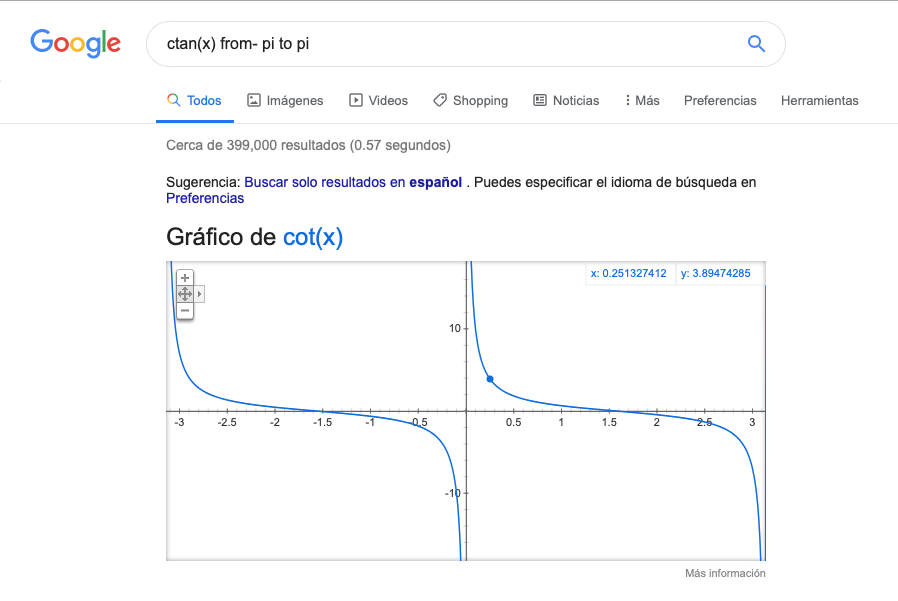 Google
ctan(x) from- pi to pi
Todos Imágenes Videos Shopping Noticias Más Preferencias Herramientas
Cerca de 399,000 resultados (0.57 segundos)
Sugerencia: Buscar solo resultados en español . Puedes especificar el idioma de búsqueda en
Preferencias
Gráfico de cot(x)
x: 0.251327412 y: 3.89474285
10
-3 -2.5 -2 -1.5 -1 -0.5 0.5 1 1.5 2 2.5 3
-10
Más información